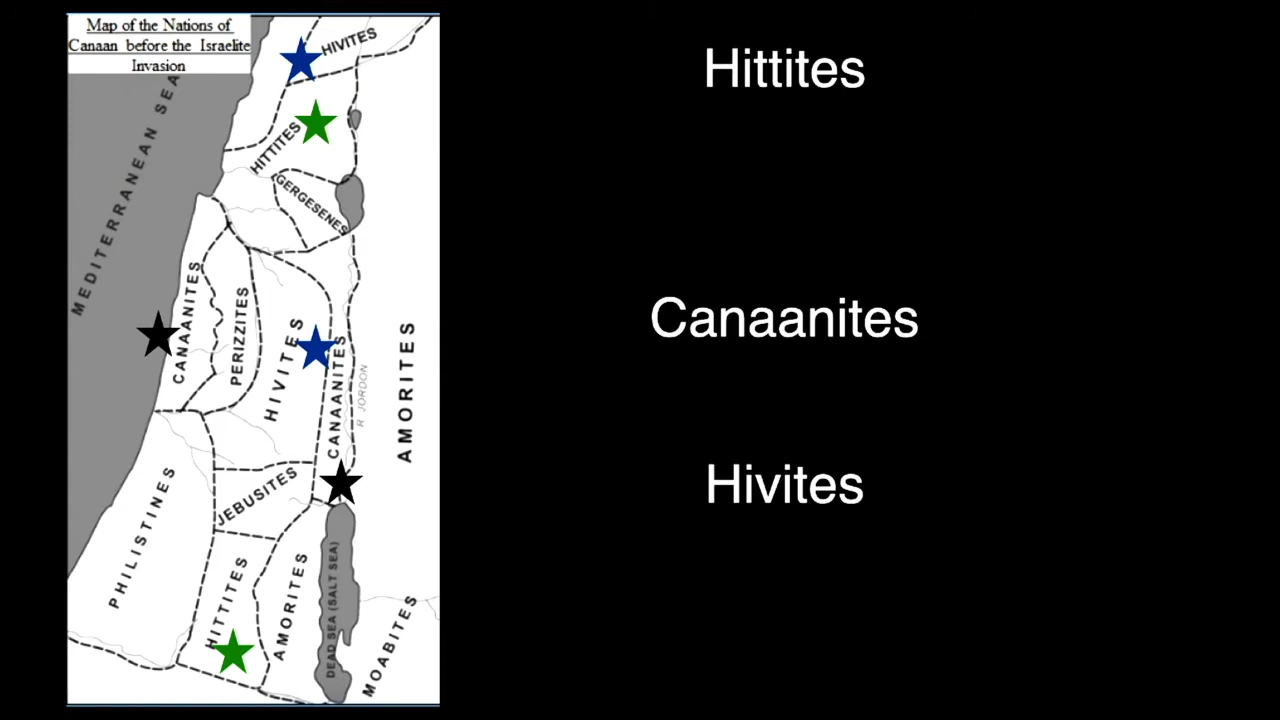 Map of the Nations of
Canaan before the Israelite
Invasion
HIVITES
HITTITES
GERGESENES
MEDITERRANEAN SEA
CANAANITES
PERIZZITES
HIVITES
CANAANITES
R JORDON
AMORITES
PHILISTINES
JEBUSITES
HITTITES
AMORITES
DEAD SEA (SALT SEA)
MOABITES
Hittites
Canaanites
Hivites